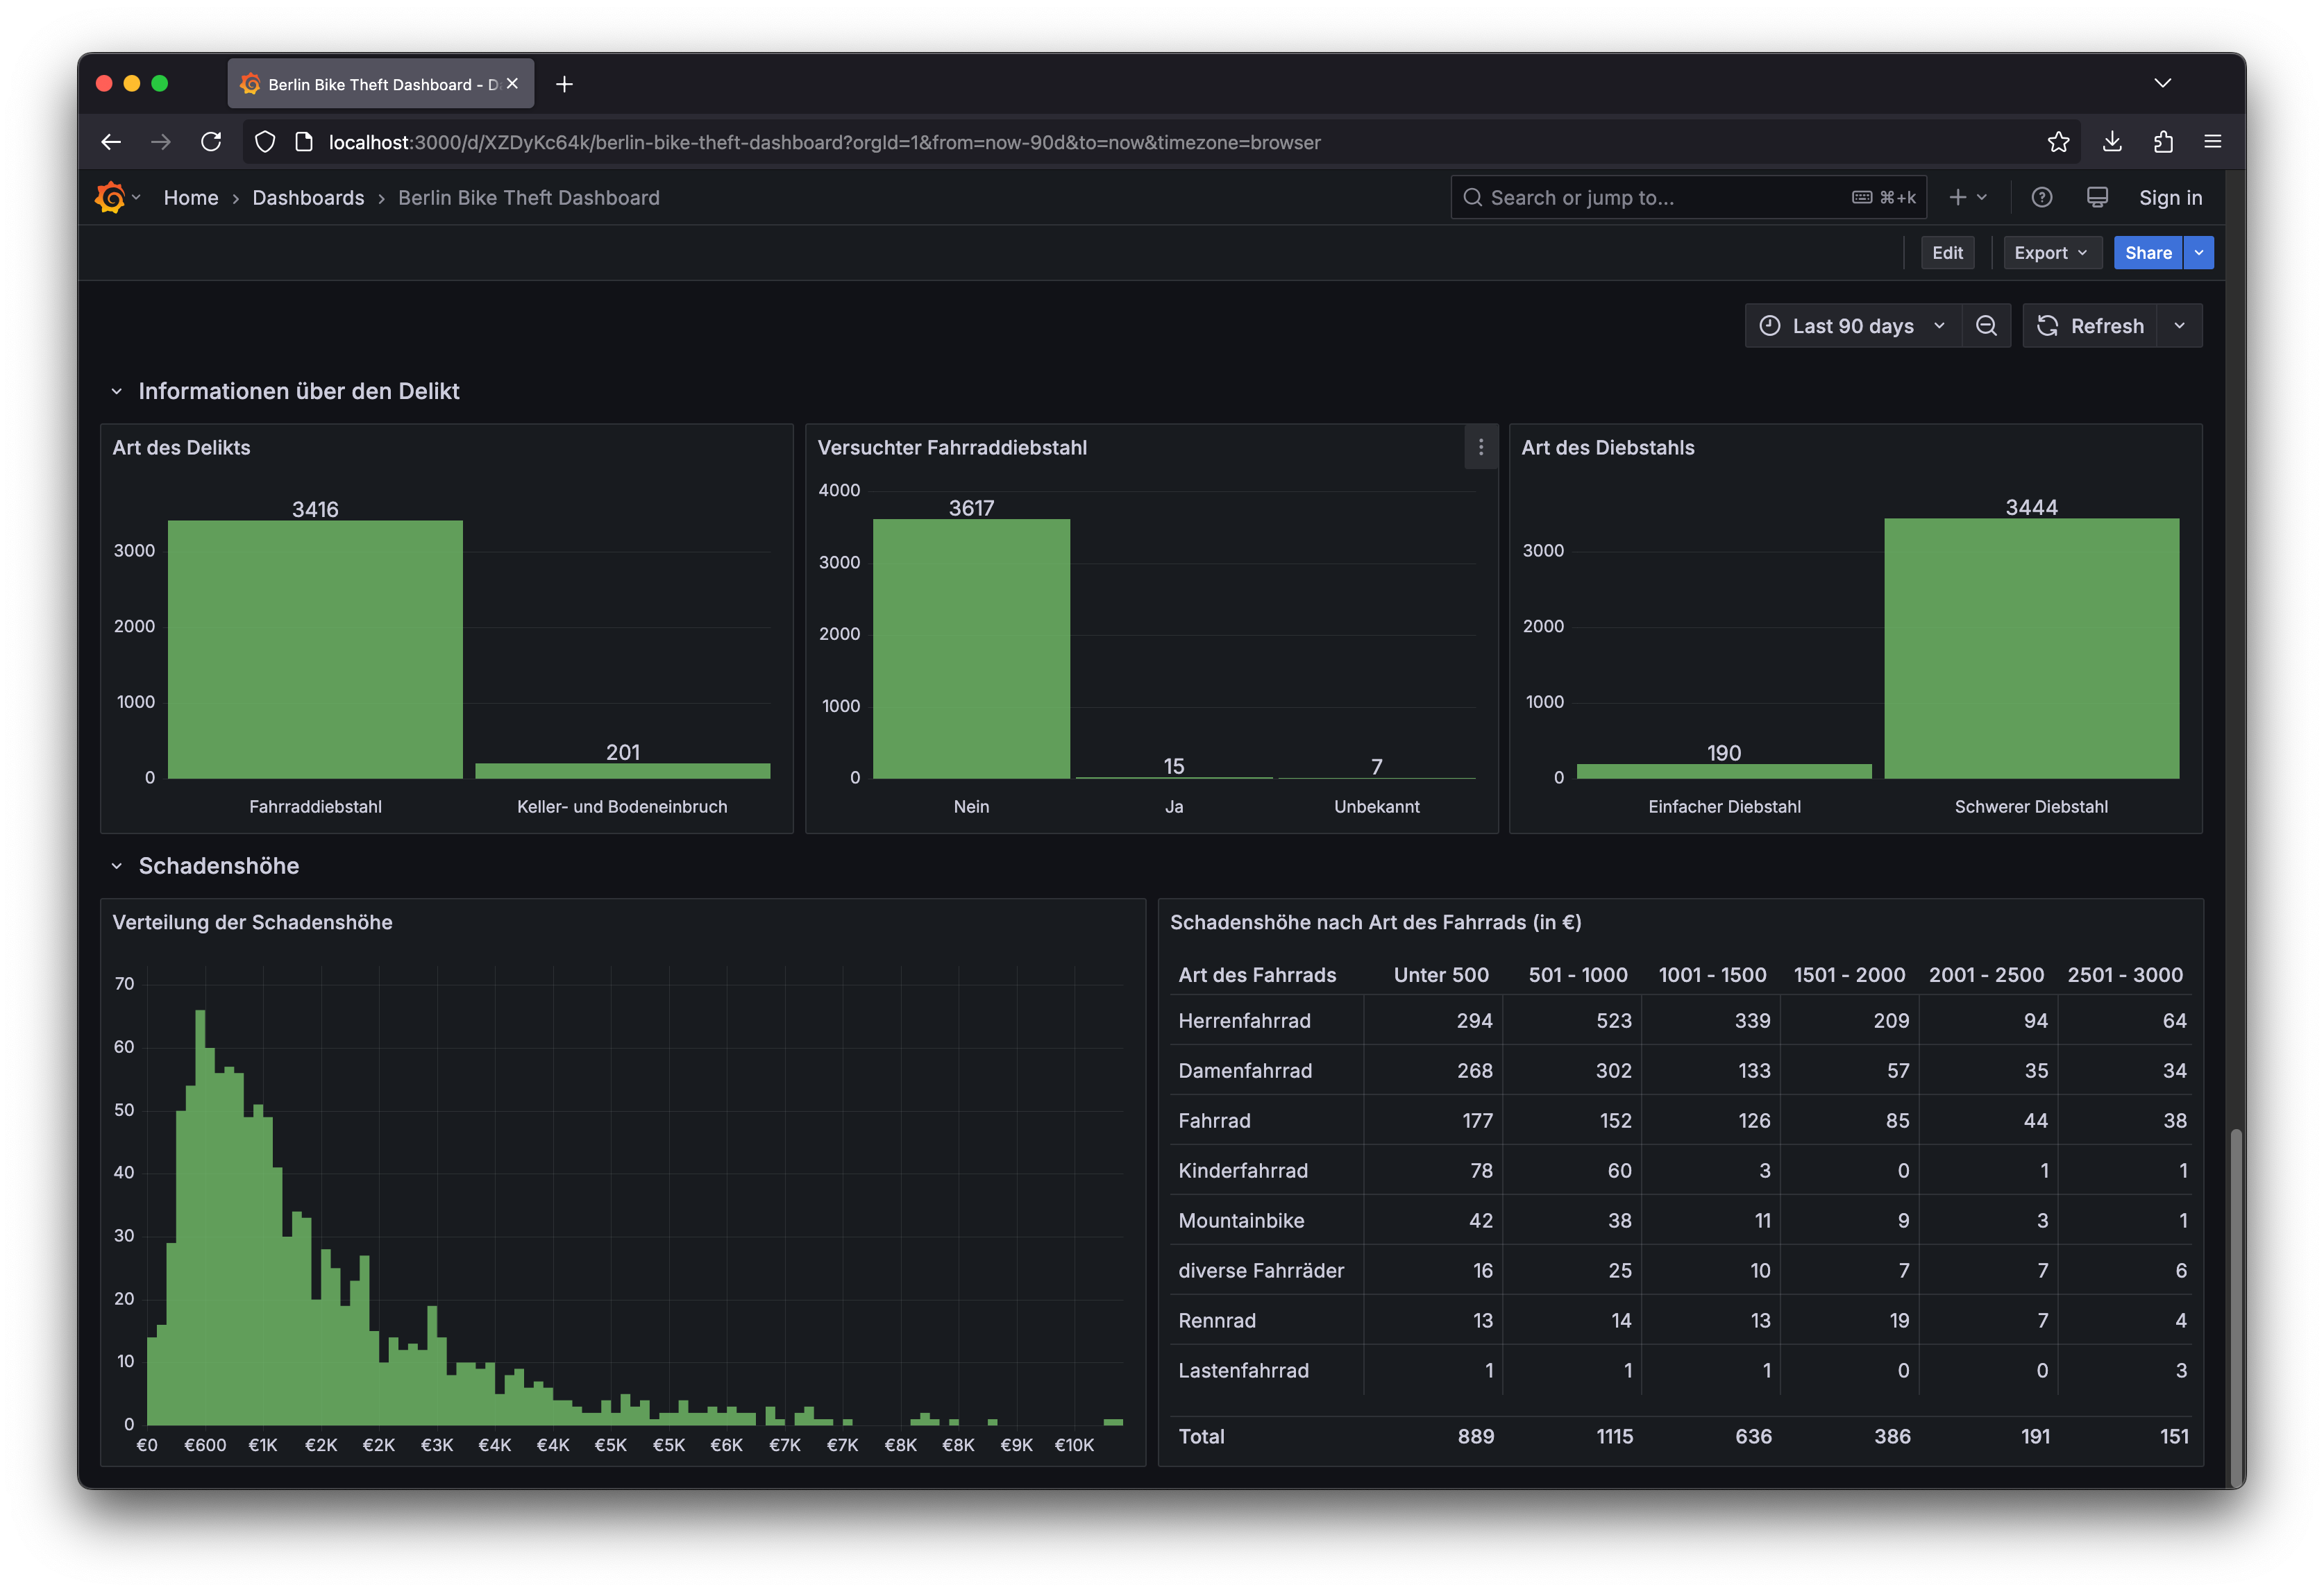 Berlin Bike Theft Dashboard - D
localhost:3000/d/XZDyKc64k/berlin-bike-theft-dashboard?orgId=1&from=now-90d&to=now&timezone=browser
Home › Dashboards › Berlin Bike Theft Dashboard
Search or jump to... ⌘+k
Sign in
Edit
Export
Share
Last 90 days
Refresh
Informationen über den Delikt
Art des Delikts
3000
2000
1000
0
3416
201
Fahrraddiebstahl
Keller- und Bodeneinbruch
Versuchter Fahrraddiebstahl
4000
3000
2000
1000
0
3617
15
7
Nein
Ja
Unbekannt
Art des Diebstahls
3000
2000
1000
0
190
3444
Einfacher Diebstahl
Schwerer Diebstahl
Schadenshöhe
Verteilung der Schadenshöhe
70
60
50
40
30
20
10
0
€0 €600 €1K €2K €2K €3K €4K €4K €5K €5K €6K €7K €7K €8K €8K €9K €10K
Schadenshöhe nach Art des Fahrrads (in €)
Art des Fahrrads Unter 500 501 - 1000 1001 - 1500 1501 - 2000 2001 - 2500 2501 - 3000
Herrenfahrrad 294 523 339 209 94 64
Damenfahrrad 268 302 133 57 35 34
Fahrrad 177 152 126 85 44 38
Kinderfahrrad 78 60 3 0 1 1
Mountainbike 42 38 11 9 3 1
diverse Fahrräder 16 25 10 7 7 6
Rennrad 13 14 13 19 7 4
Lastenfahrrad 1 1 1 0 0 3
Total 889 1115 636 386 191 151